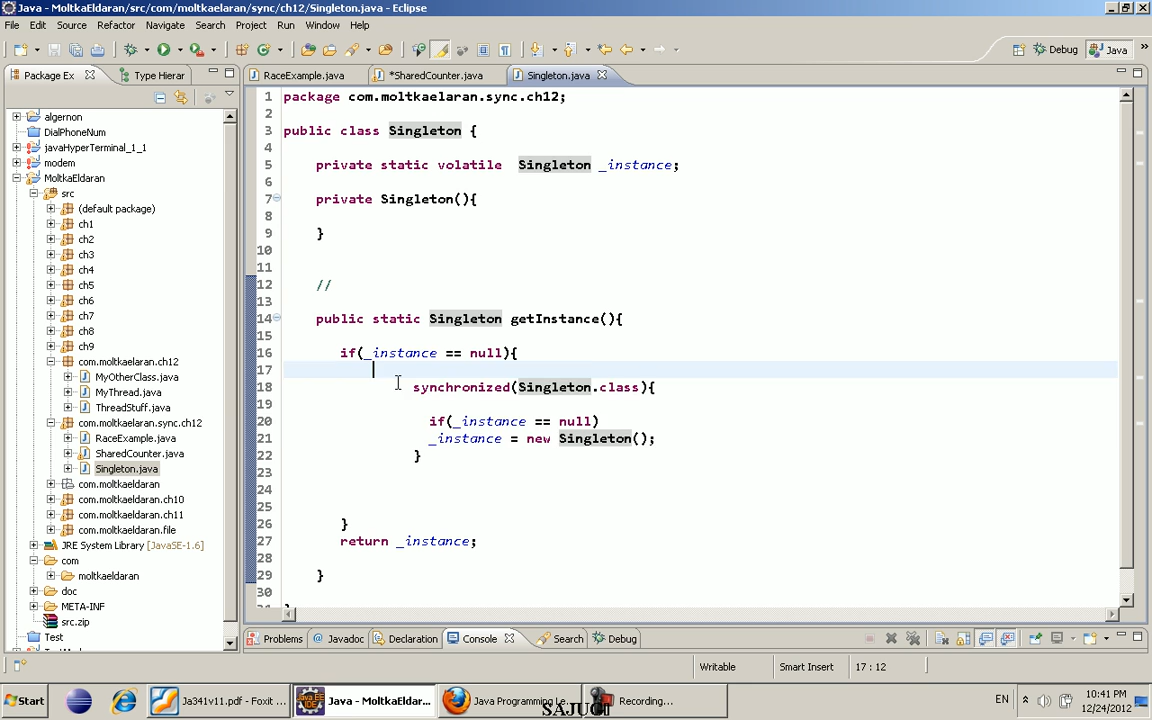 Java - MoltkaEldaran/src/com/moltkaelaran/sync/ch12/Singleton.java - Eclipse
File Edit Source Refactor Navigate Search Project Run Window Help
Debug Java
Package Ex Type Hierar
RaceExample.java *SharedCounter.java Singleton.java
algernon
DialPhoneNum
javaHyperTerminal_1_1
modem
MoltkaEldaran
src
(default package)
ch1
ch2
ch3
ch4
ch5
ch6
ch7
ch8
ch9
com.moltkaelaran.ch12
MyOtherClass.java
MyThread.java
ThreadStuff.java
com.moltkaelaran.sync.ch12
RaceExample.java
SharedCounter.java
Singleton.java
com.moltkaeldaran
com.moltkaeldaran.ch10
com.moltkaeldaran.ch11
com.moltkaeldaran.file
JRE System Library [JavaSE-1.6]
com
moltkaeldaran
doc
META-INF
src.zip
Test
1 package com.moltkaelaran.sync.ch12;
2
3 public class Singleton {
4
5 private static volatile Singleton _instance;
6
7 private Singleton(){
8
9 }
10
11
12 //
13
14 public static Singleton getInstance(){
15
16 if(_instance == null){
17
18 synchronized(Singleton.class){
19
20 if(_instance == null)
21 _instance = new Singleton();
22 }
23
24
25
26 }
27 return _instance;
28
29 }
30
Problems Javadoc Declaration Console Search Debug
Writable Smart Insert 17 : 12
Start Ja341v11.pdf - Foxit ... Java - MoltkaEldar... Java Programming Le... Recording... EN 10:41 PM
12/24/2012
SAJUGI